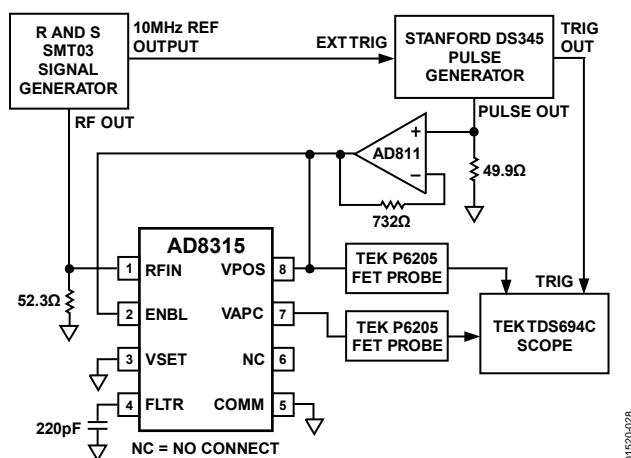 R AND S
SMT03
SIGNAL
GENERATOR
10MHz REF
OUTPUT
EXT TRIG
STANFORD DS345
PULSE
GENERATOR
TRIG
OUT
RF OUT
PULSE OUT
+
AD811
–
49.9Ω
732Ω
AD8315
1 RFIN
VPOS 8
TEK P6205
FET PROBE
TRIG
52.3Ω
2 ENBL
VAPC 7
TEK P6205
FET PROBE
TEK TDS694C
SCOPE
3 VSET
NC 6
4 FLTR
COMM 5
220pF
NC = NO CONNECT
01520-028